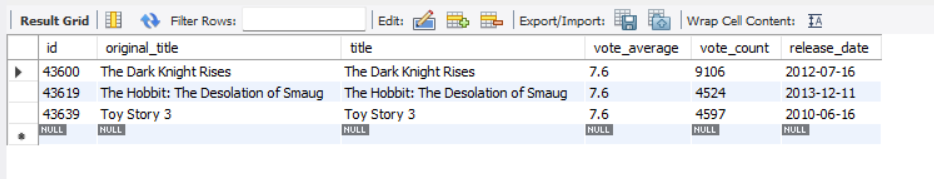 Result Grid Filter Rows: Edit: Export/Import: Wrap Cell Content: IA
id original_title title vote_average vote_count release_date
43600 The Dark Knight Rises The Dark Knight Rises 7.6 9106 2012-07-16
43619 The Hobbit: The Desolation of Smaug The Hobbit: The Desolation of Smaug 7.6 4524 2013-12-11
43639 Toy Story 3 Toy Story 3 7.6 4597 2010-06-16
NULL NULL NULL NULL NULL NULL